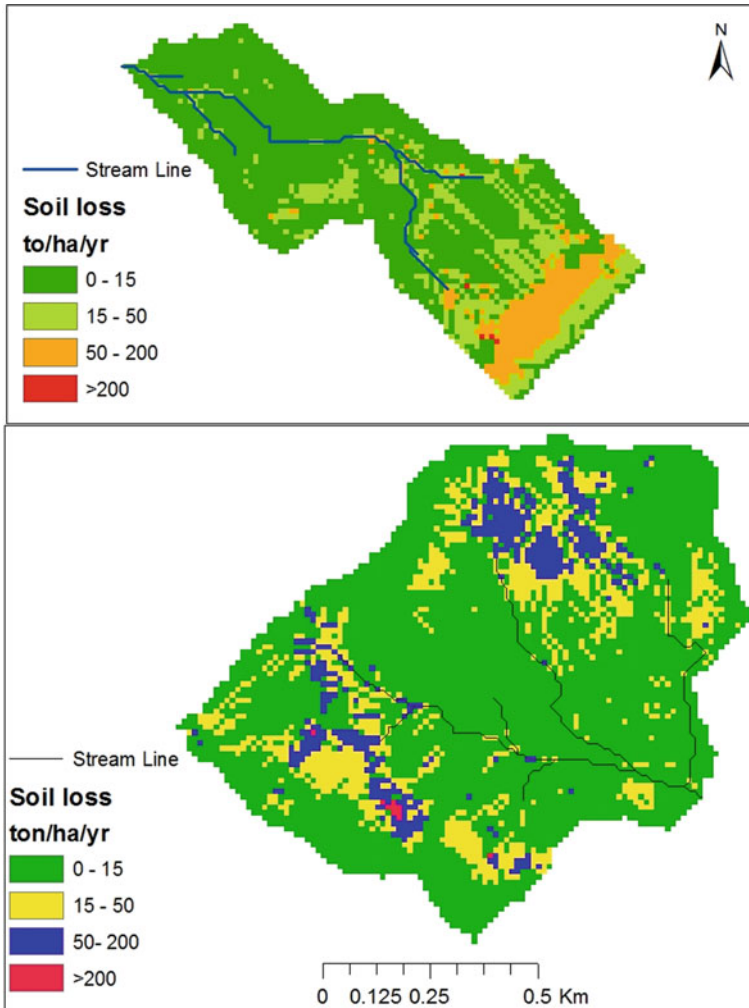 N
Stream Line
Soil loss
to/ha/yr
0 - 15
15 - 50
50 - 200
>200
Stream Line
Soil loss
ton/ha/yr
0 - 15
15 - 50
50- 200
>200
0 0.125 0.25 0.5 Km